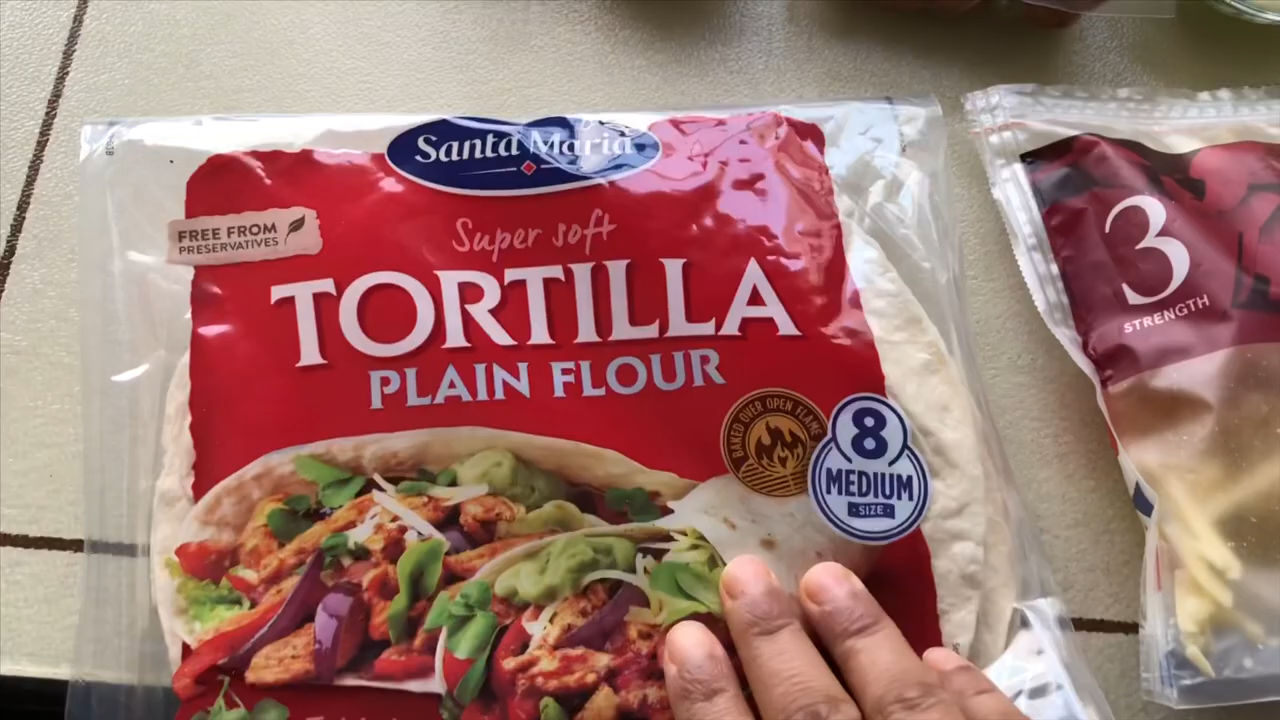 Santa Maria
FREE FROM
PRESERVATIVES
Super soft
TORTILLA
PLAIN FLOUR
BAKED OVER OPEN FLAME
8
MEDIUM
SIZE
3
STRENGTH